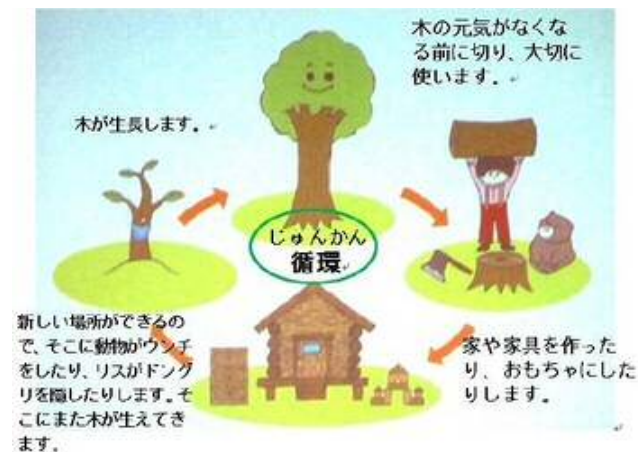 木の元気がなくな
る前に切り、大切に
使います。
木が生長します。
じゅんかん
循環
新しい場所ができるの
で、そこに動物がウンチ
をしたり、リスがドング
リを隠したりします。そ
こにまた木が生えてき
ます。
家や家具を作った
り、おもちゃにした
りします。